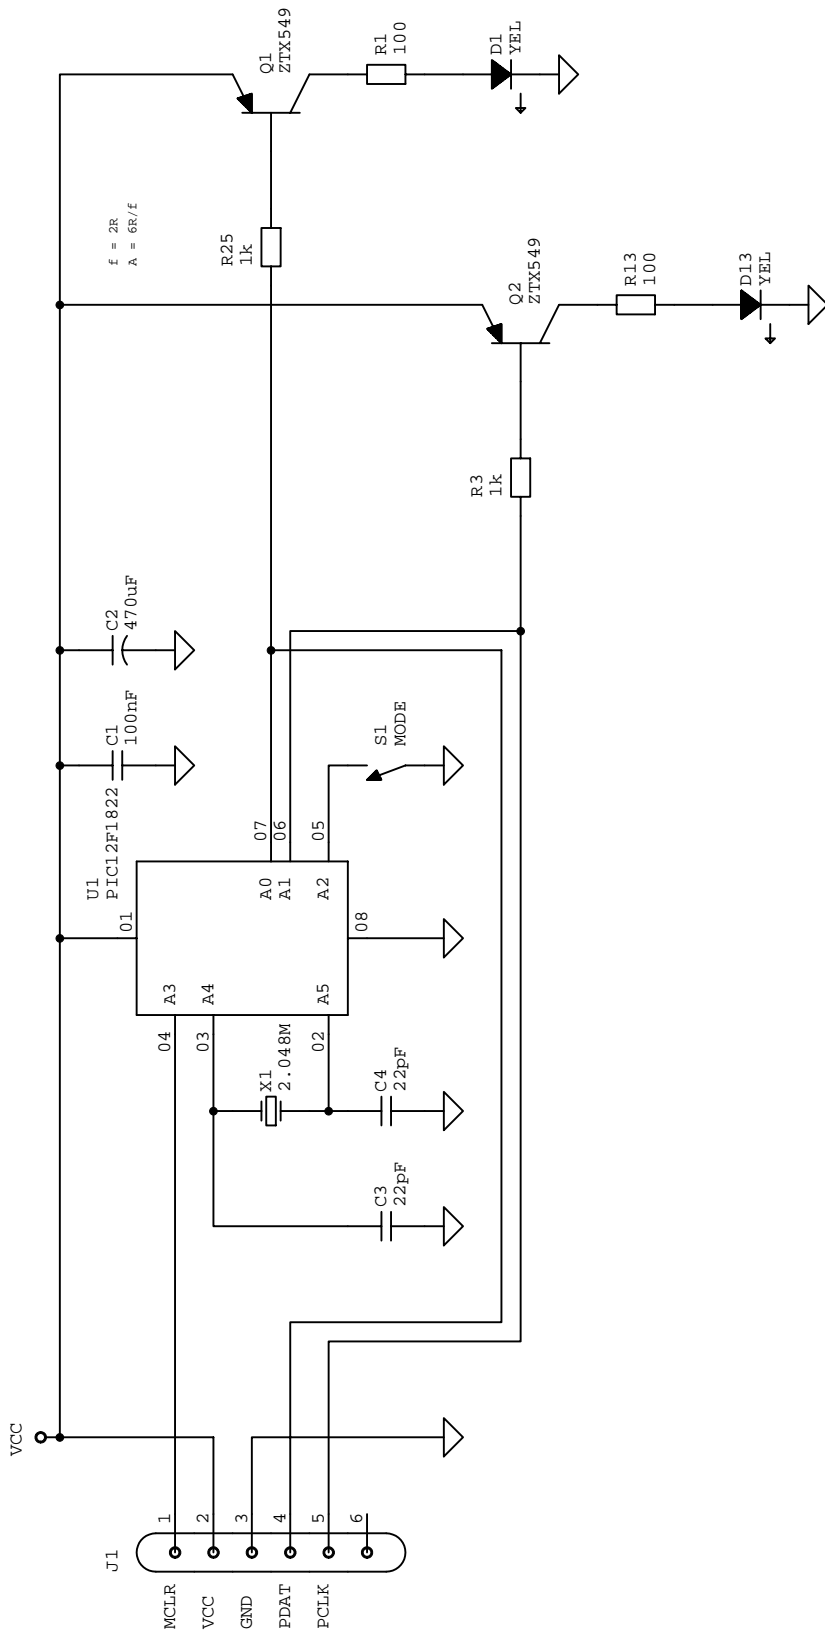 VCC
J1
MCLR
1
VCC
2
GND
3
PDAT
4
PCLK
5
6
C3
22pF
C4
22pF
X1
2.048M
U1
PIC12F1822
01
04
A3
03
A4
02
A5
A0
07
A1
06
A2
05
08
C1
100nF
C2
470uF
S1
MODE
R3
1k
R25
1k
f = 2R
A = 6R/f
Q2
ZTX549
R13
100
D13
YEL
Q1
ZTX549
R1
100
D1
YEL